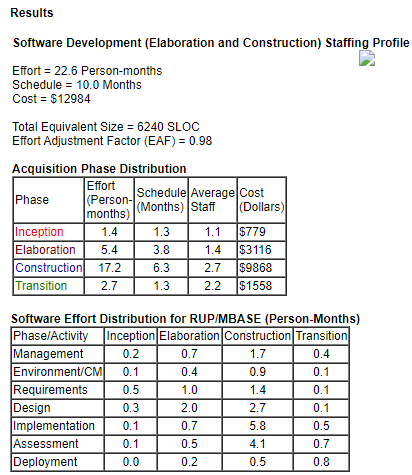 Results
Software Development (Elaboration and Construction) Staffing Profile
Effort = 22.6 Person-months
Schedule = 10.0 Months
Cost = $12984
Total Equivalent Size = 6240 SLOC
Effort Adjustment Factor (EAF) = 0.98
Acquisition Phase Distribution
Phase Effort (Person-months) Schedule (Months) Average Staff Cost (Dollars)
Inception 1.4 1.3 1.1 $779
Elaboration 5.4 3.8 1.4 $3116
Construction 17.2 6.3 2.7 $9868
Transition 2.7 1.3 2.2 $1558
Software Effort Distribution for RUP/MBASE (Person-Months)
Phase/Activity Inception Elaboration Construction Transition
Management 0.2 0.7 1.7 0.4
Environment/CM 0.1 0.4 0.9 0.1
Requirements 0.5 1.0 1.4 0.1
Design 0.3 2.0 2.7 0.1
Implementation 0.1 0.7 5.8 0.5
Assessment 0.1 0.5 4.1 0.7
Deployment 0.0 0.2 0.5 0.8